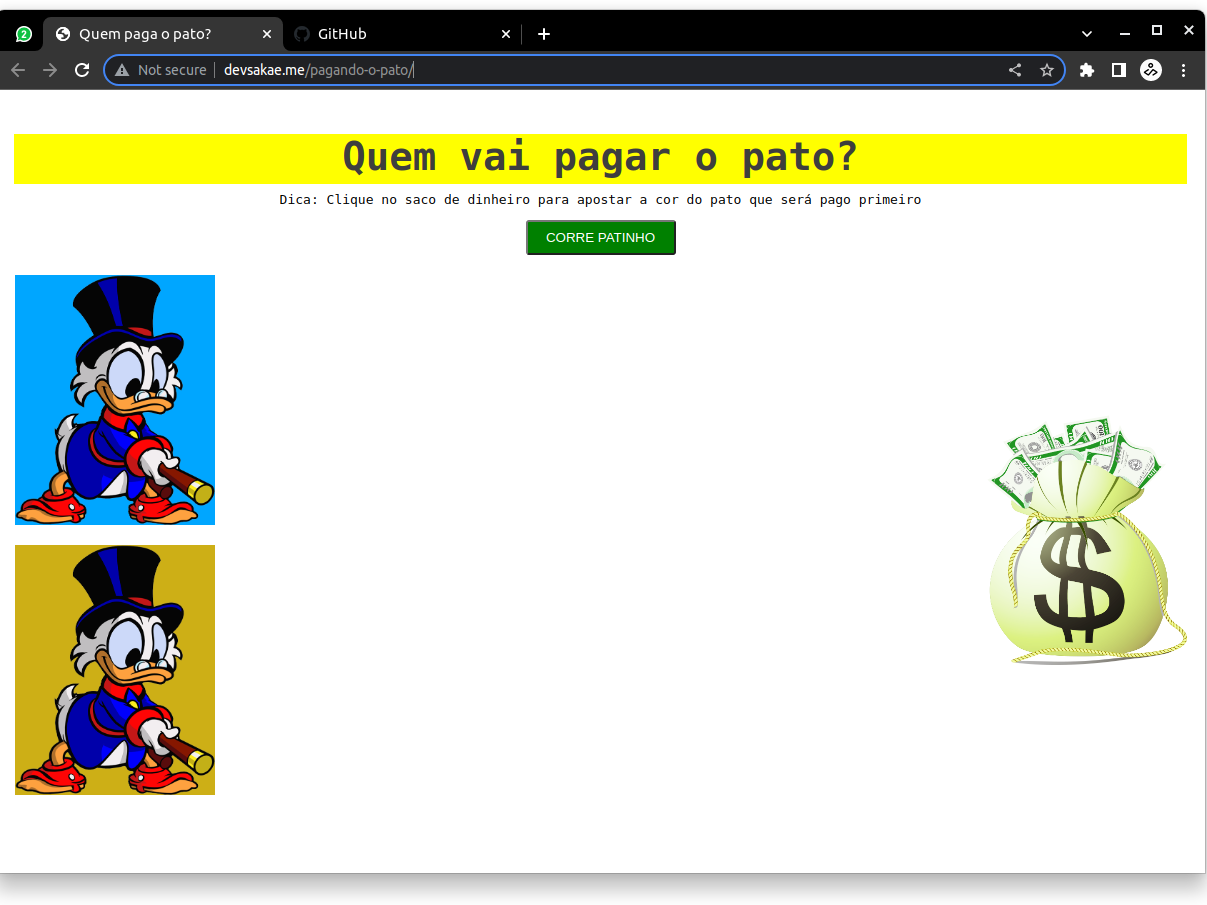 2
Quem paga o pato?
GitHub
Not secure
devsakae.me/pagando-o-pato/
Quem vai pagar o pato?
Dica: Clique no saco de dinheiro para apostar a cor do pato que será pago primeiro
CORRE PATINHO
$